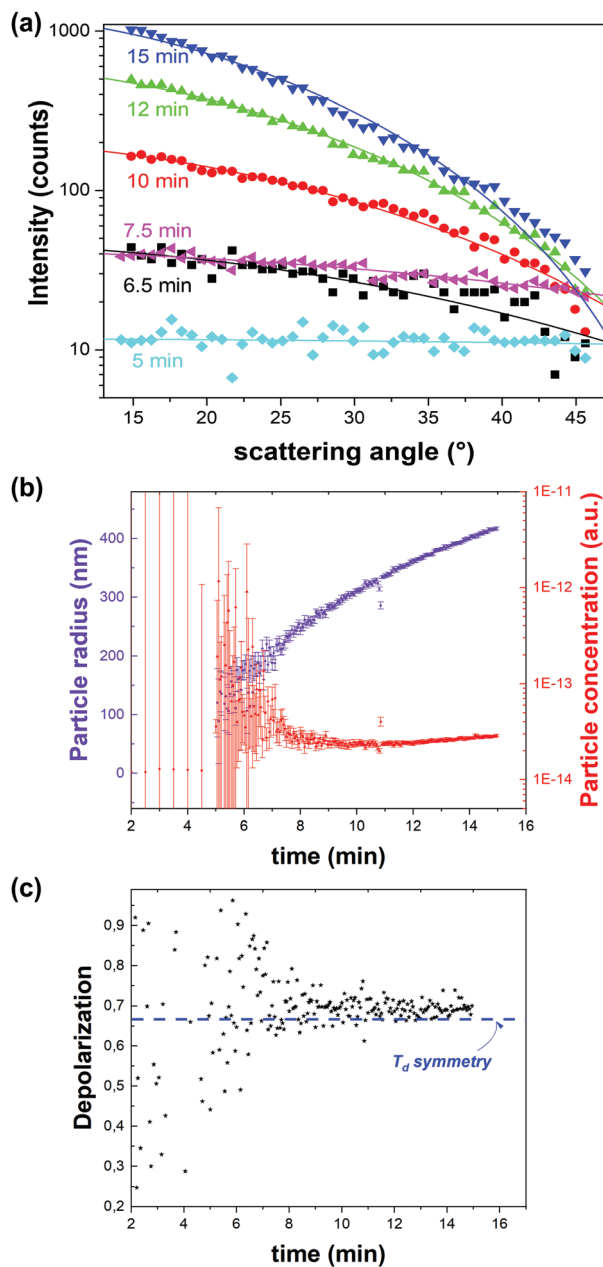 (a)
1000
100
10
Intensity (counts)
15 min
12 min
10 min
7.5 min
6.5 min
5 min
15 20 25 30 35 40 45
scattering angle (°)
(b)
400
300
200
100
0
Particle radius (nm)
1E-11
1E-12
1E-13
1E-14
Particle concentration (a.u.)
2 4 6 8 10 12 14 16
time (min)
(c)
0,9
0,8
0,7
0,6
0,5
0,4
0,3
0,2
Depolarization
Td symmetry
2 4 6 8 10 12 14 16
time (min)